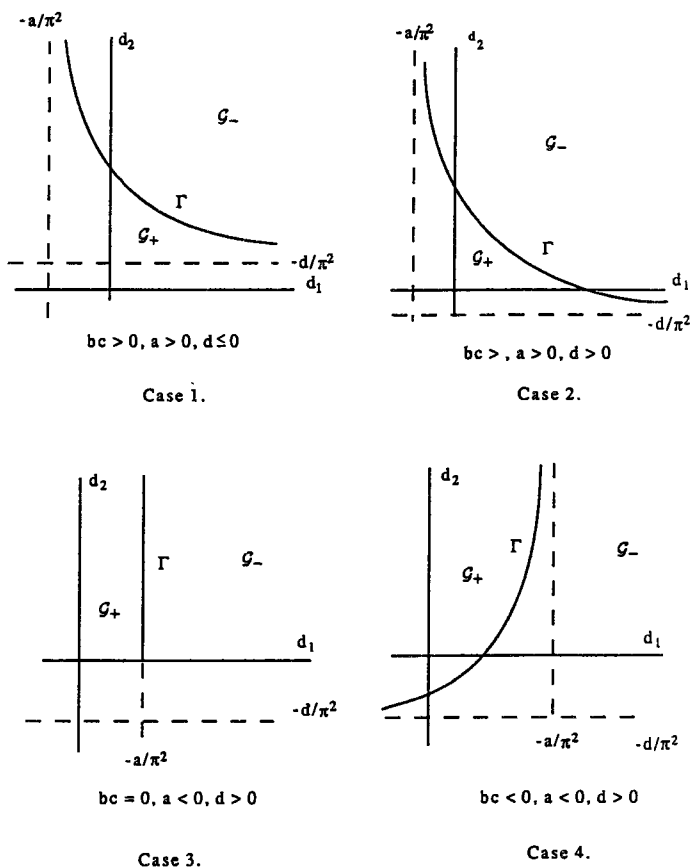 -a/π²
d₂
𝒢₋
Γ
𝒢₊
-d/π²
d₁
bc > 0, a > 0, d ≤ 0
Case 1.
-a/π²
d₂
𝒢₋
𝒢₊
Γ
d₁
-d/π²
bc > , a > 0, d > 0
Case 2.
d₂
Γ
𝒢₋
𝒢₊
d₁
-d/π²
-a/π²
bc = 0, a < 0, d > 0
Case 3.
d₂
Γ
𝒢₋
𝒢₊
d₁
-a/π²
-d/π²
bc < 0, a < 0, d > 0
Case 4.